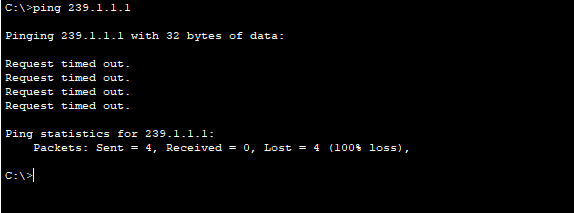 C:\>ping 239.1.1.1
Pinging 239.1.1.1 with 32 bytes of data:
Request timed out.
Request timed out.
Request timed out.
Request timed out.
Ping statistics for 239.1.1.1:
    Packets: Sent = 4, Received = 0, Lost = 4 (100% loss),
C:\>